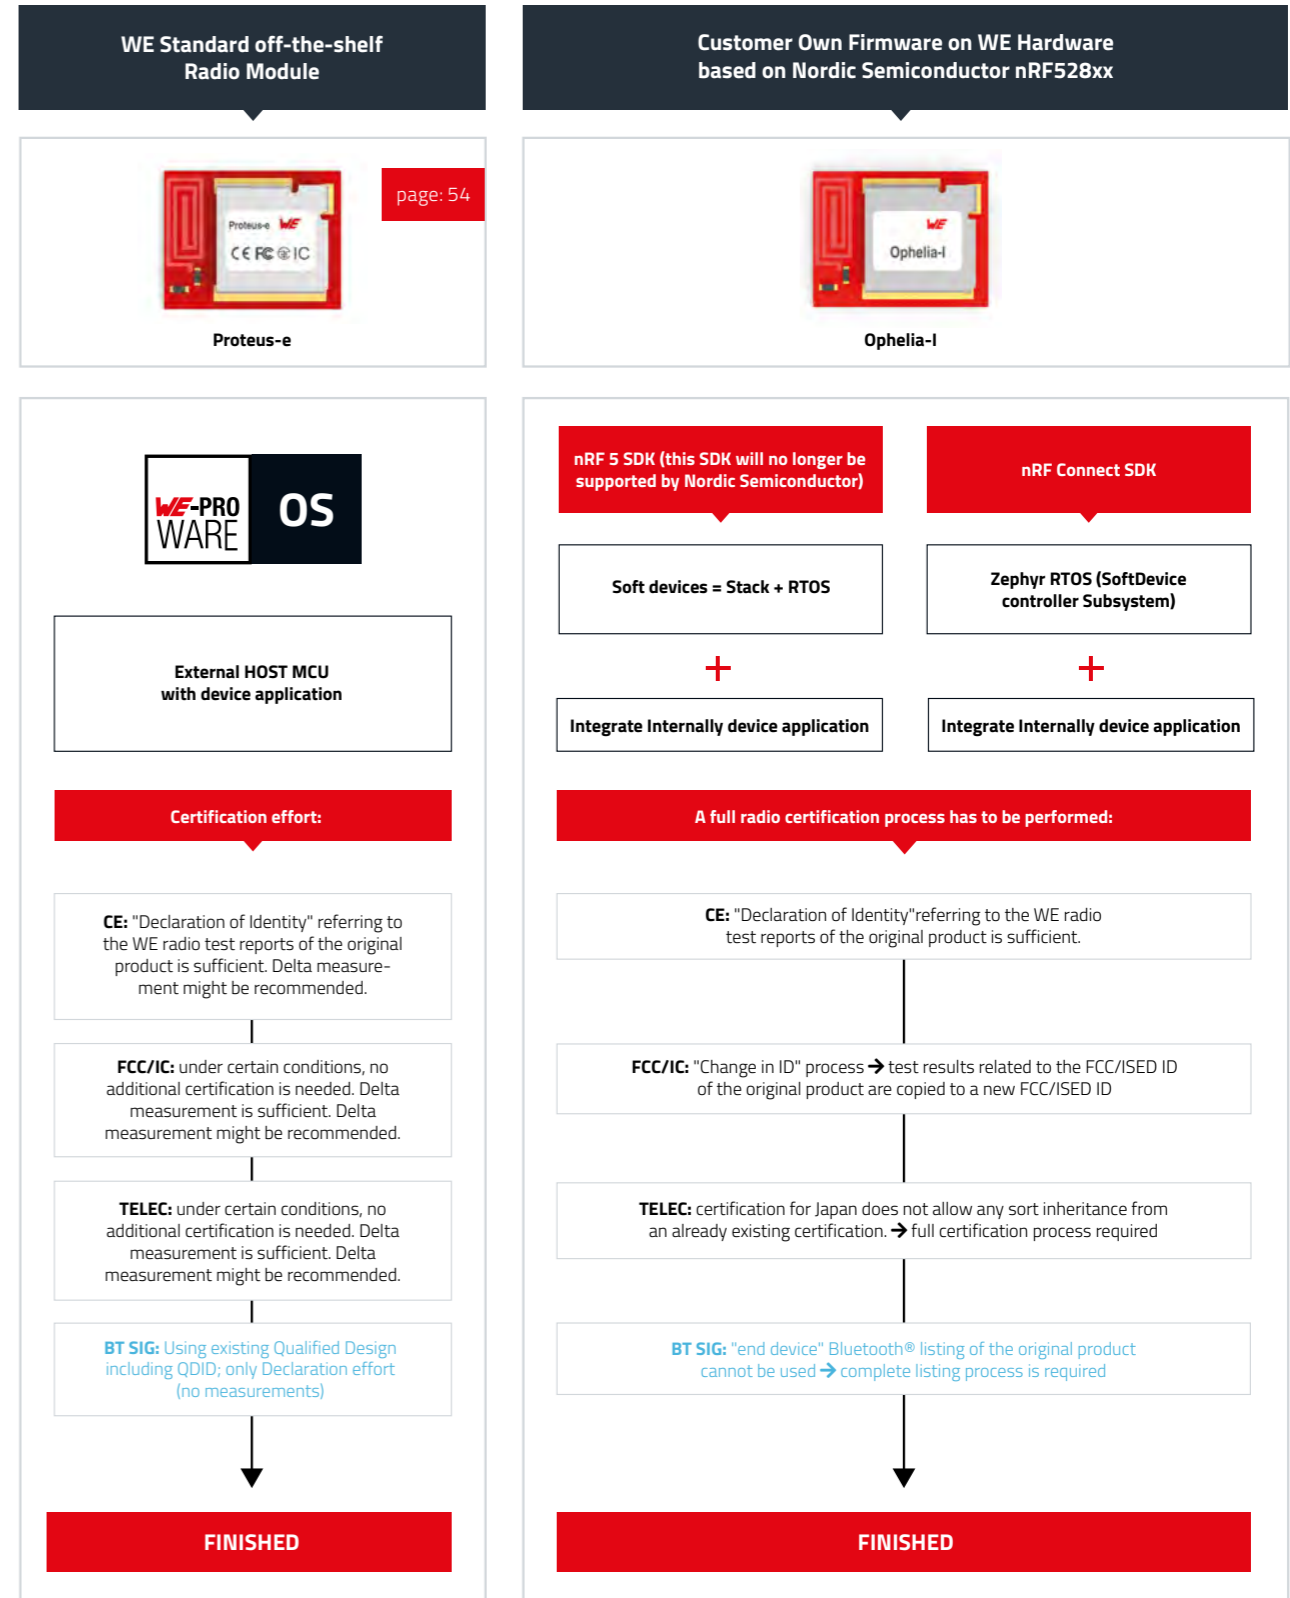 WE Standard off-the-shelf
Radio Module
page: 54
Proteus-e WE
CE FC IC
Proteus-e
WE-PRO
WARE
OS
External HOST MCU
with device application
Certification effort:
CE: "Declaration of Identity" referring to
the WE radio test reports of the original
product is sufficient. Delta measure-
ment might be recommended.
FCC/IC: under certain conditions, no
additional certification is needed. Delta
measurement is sufficient. Delta
measurement might be recommended.
TELEC: under certain conditions, no
additional certification is needed. Delta
measurement is sufficient. Delta
measurement might be recommended.
BT SIG: Using existing Qualified Design
including QDID; only Declaration effort
(no measurements)
FINISHED
Customer Own Firmware on WE Hardware
based on Nordic Semiconductor nRF528xx
WE
Ophelia-I
Ophelia-I
nRF 5 SDK (this SDK will no longer be
supported by Nordic Semiconductor)
Soft devices = Stack + RTOS
+
Integrate Internally device application
nRF Connect SDK
Zephyr RTOS (SoftDevice
controller Subsystem)
+
Integrate Internally device application
A full radio certification process has to be performed:
CE: "Declaration of Identity"referring to the WE radio
test reports of the original product is sufficient.
FCC/IC: "Change in ID" process → test results related to the FCC/ISED ID
of the original product are copied to a new FCC/ISED ID
TELEC: certification for Japan does not allow any sort inheritance from
an already existing certification. → full certification process required
BT SIG: "end device" Bluetooth® listing of the original product
cannot be used → complete listing process is required
FINISHED